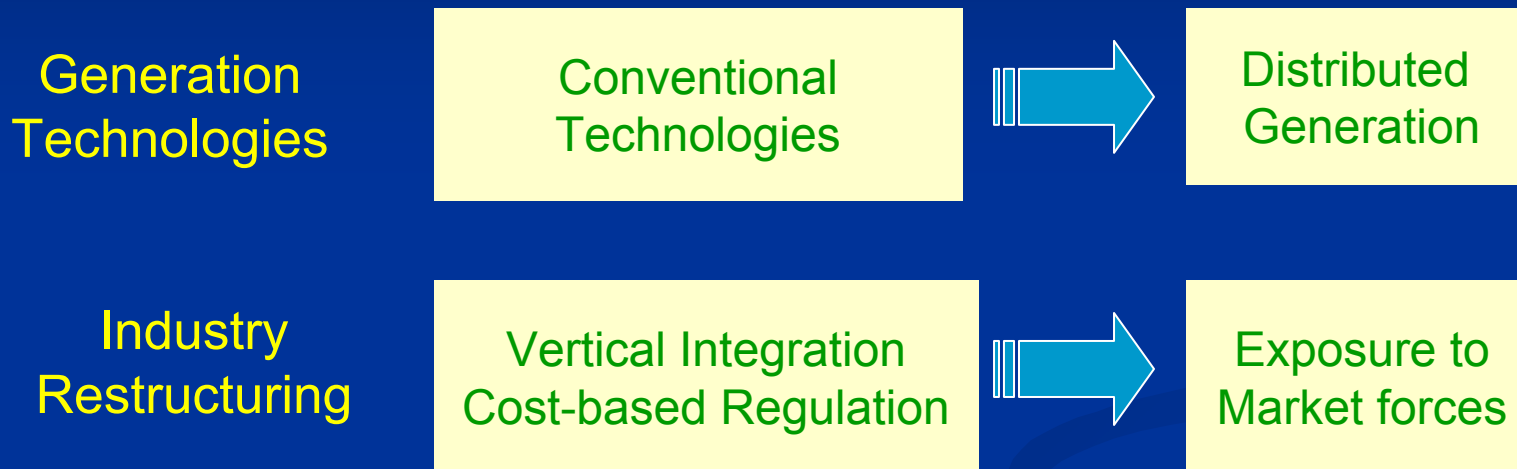 Generation
Technologies
Conventional
Technologies
Distributed
Generation
Industry
Restructuring
Vertical Integration
Cost-based Regulation
Exposure to
Market forces